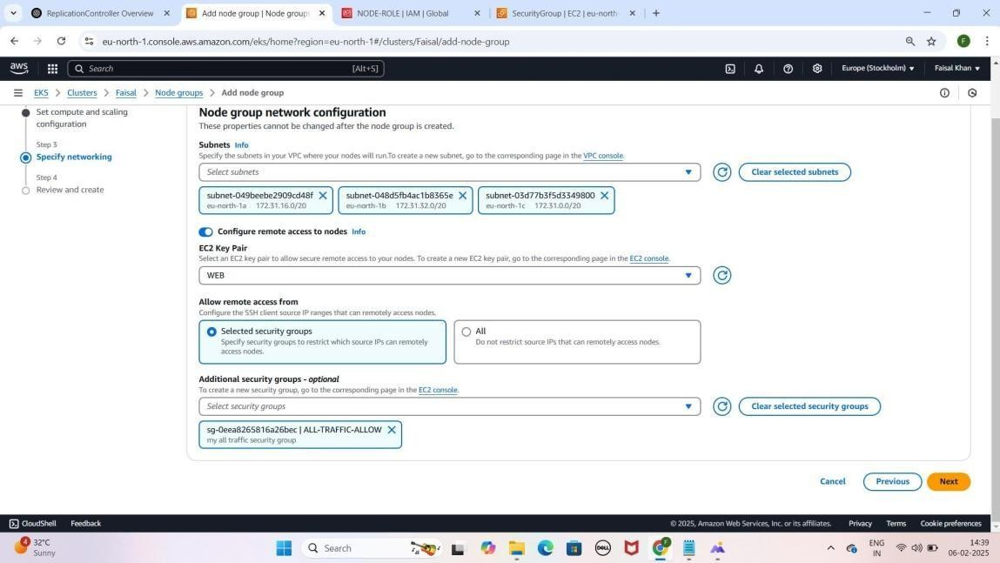 ReplicationController Overview
Add node group | Node groups
NODE-ROLE | IAM | Global
SecurityGroup | EC2 | eu-north-
eu-north-1.console.aws.amazon.com/eks/home?region=eu-north-1#/clusters/Faisal/add-node-group
F
aws
Search [Alt+S]
Europe (Stockholm)
Faisal Khan
EKS > Clusters > Faisal > Node groups > Add node group
Set compute and scaling
configuration
Step 3
Specify networking
Step 4
Review and create
Node group network configuration
These properties cannot be changed after the node group is created.
Subnets Info
Specify the subnets in your VPC where your nodes will run.To create a new subnet, go to the corresponding page in the VPC console.
Select subnets
Clear selected subnets
subnet-049beebe2909cd48f
eu-north-1a 172.31.16.0/20
subnet-048d5fb4ac1b8365e
eu-north-1b 172.31.32.0/20
subnet-03d77b3f5d3349800
eu-north-1c 172.31.0.0/20
Configure remote access to nodes Info
EC2 Key Pair
Select an EC2 key pair to allow secure remote access to your nodes. To create a new EC2 key pair, go to the corresponding page in the EC2 console.
WEB
Allow remote access from
Configure the SSH client source IP ranges that can remotely access nodes.
Selected security groups
Specify security groups to restrict which source IPs can remotely
access nodes.
All
Do not restrict source IPs that can remotely access nodes.
Additional security groups - optional
To create a new security group, go to the corresponding page in the EC2 console.
Select security groups
Clear selected security groups
sg-0eea8265816a26bec | ALL-TRAFFIC-ALLOW
my all traffic security group
Cancel
Previous
Next
CloudShell
Feedback
© 2025, Amazon Web Services, Inc. or its affiliates.
Privacy
Terms
Cookie preferences
4
32°C
Sunny
Search
DELL
F
ENG
IN
14:39
06-02-2025